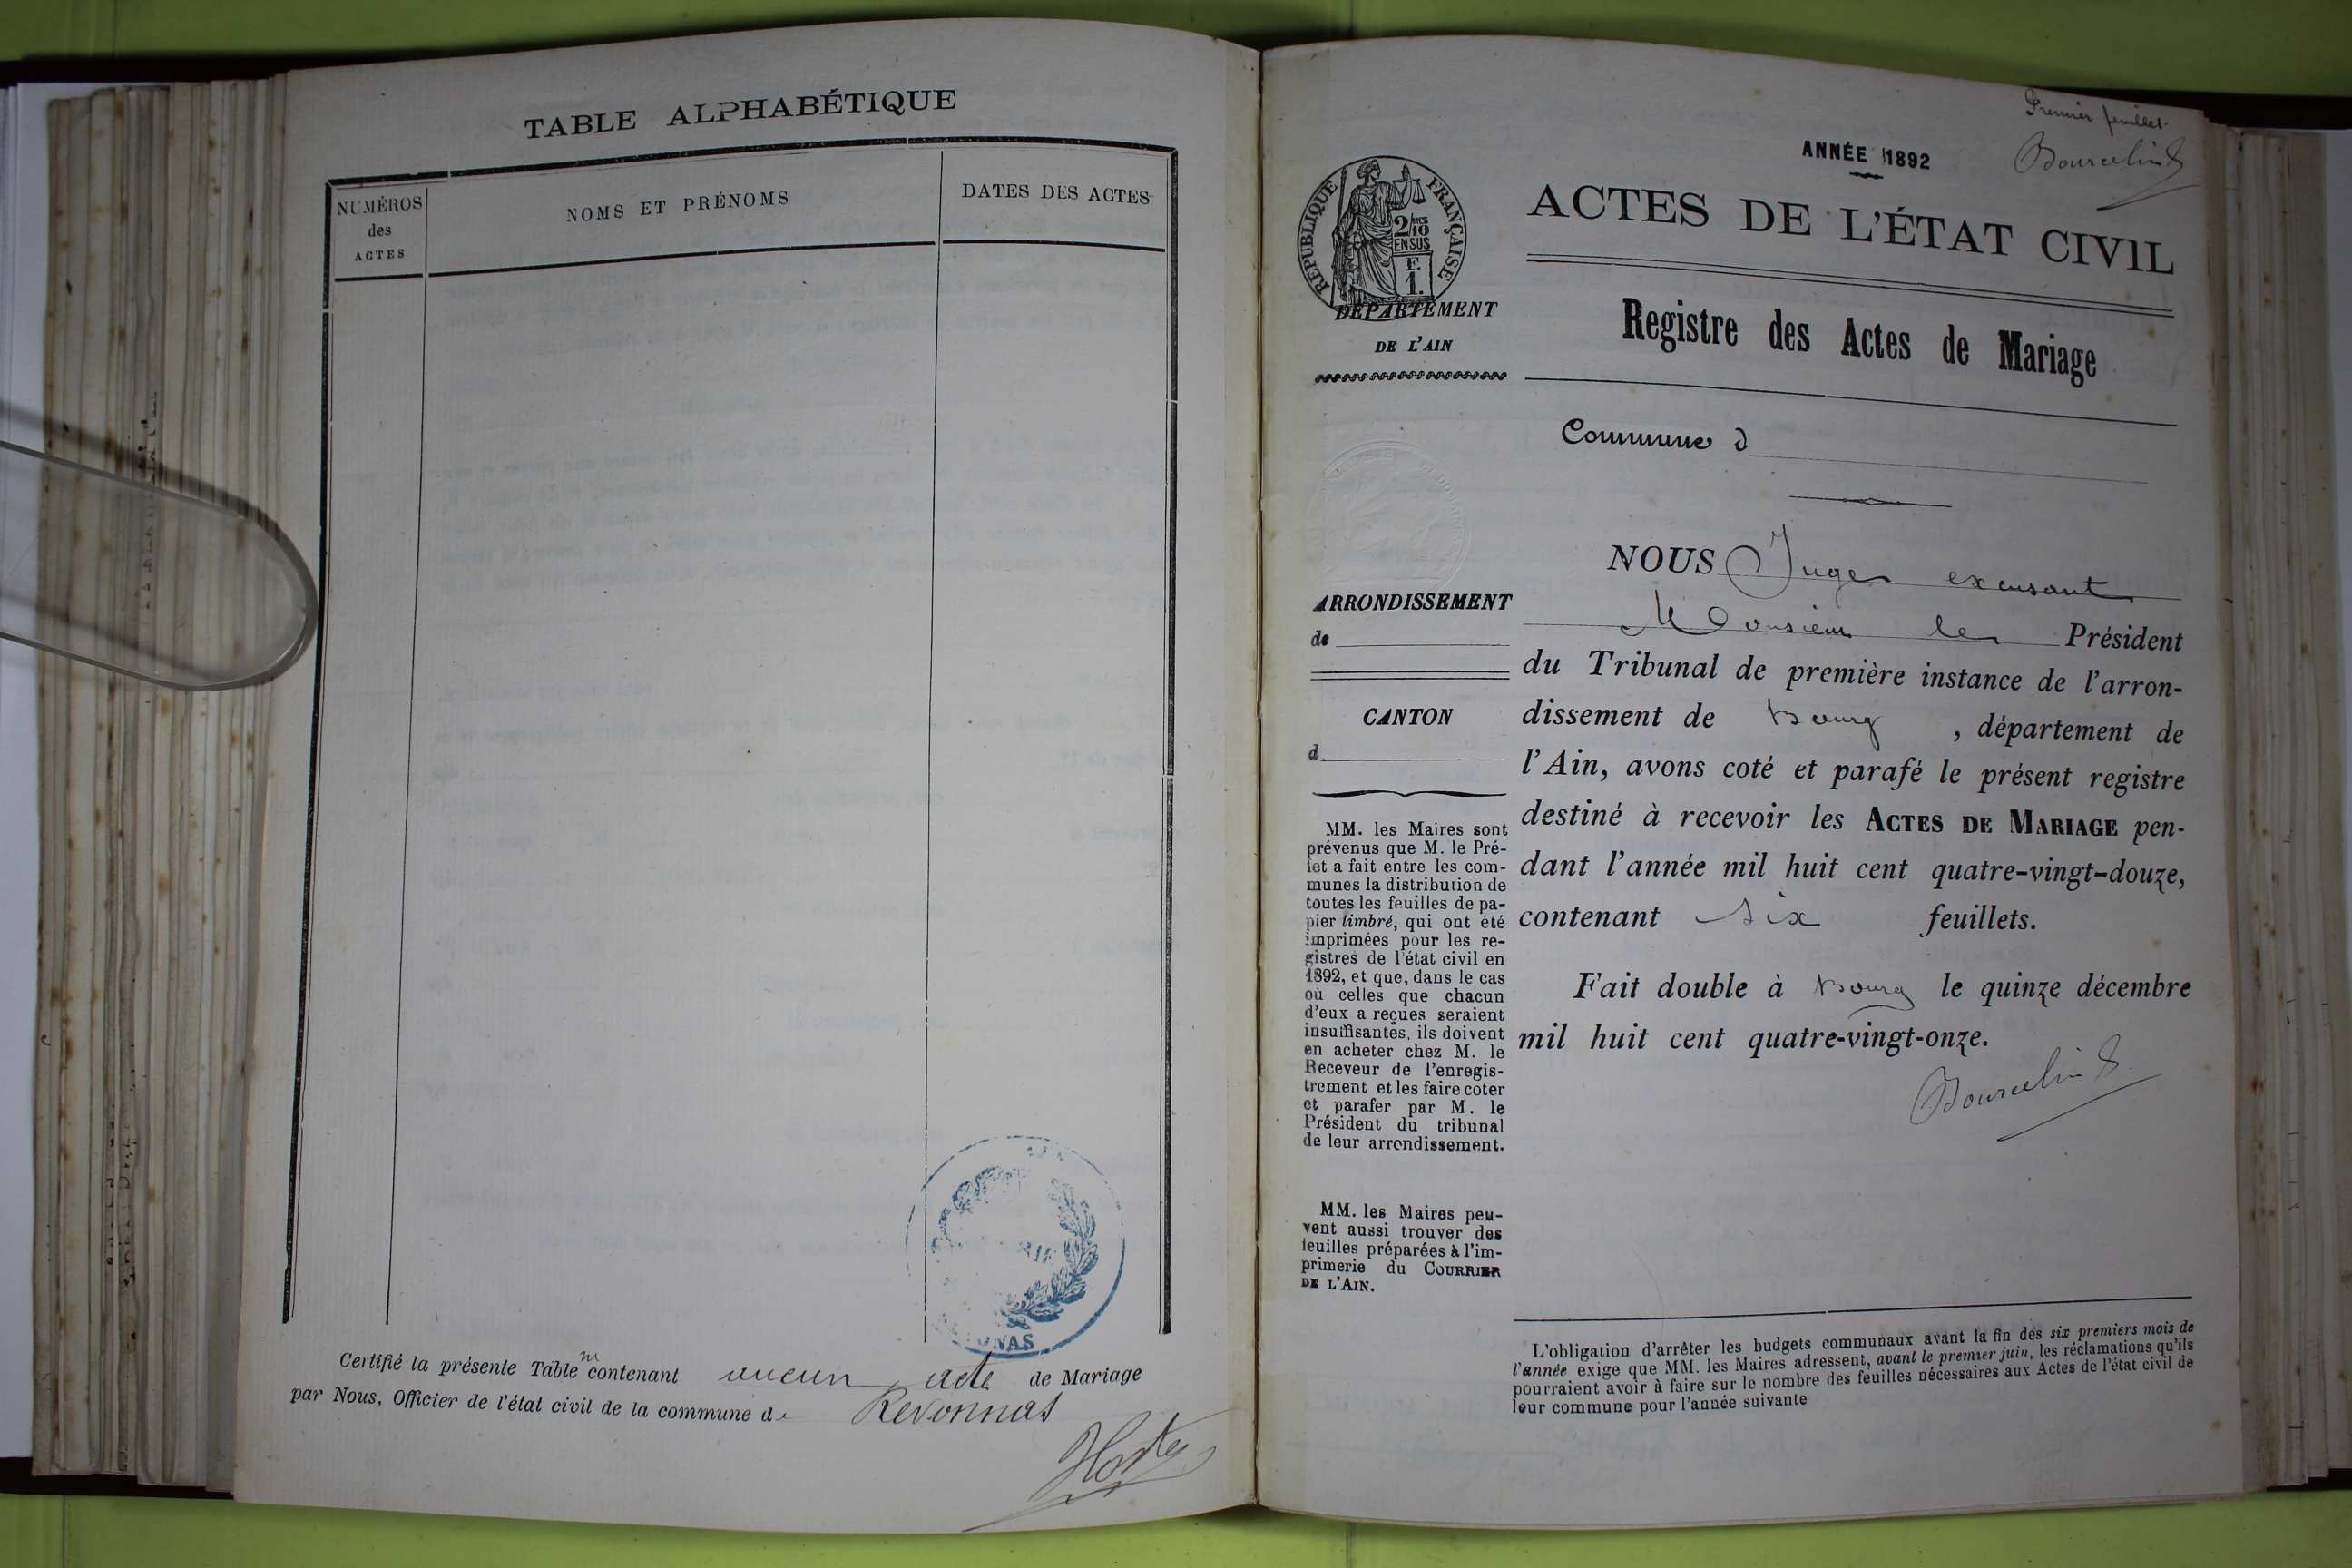 TABLE ALPHABÉTIQUE
NUMÉROS
des
ACTES
NOMS ET PRÉNOMS
DATES DES ACTES
ONAS
Certifié la présente Table ne contenant aucun acte de Mariage
par Nous, Officier de l'état civil de la commune de Revonnas
Premier feuillet
Bourcelin
ANNÉE 1892
RÉPUBLIQUE FRANÇAISE
2/10
EN SUS
F.
1.
ACTES DE L'ÉTAT CIVIL
DÉPARTEMENT
DE L'AIN
Registre des Actes de Mariage
Commune d
ARRONDISSEMENT
de
CANTON
d
MM. les Maires sont
prévenus que M. le Pré-
fet a fait entre les com-
munes la distribution de
toutes les feuilles de pa-
pier timbré, qui ont été
imprimées pour les re-
gistres de l'état civil en
1892, et que, dans le cas
où celles que chacun
d'eux a reçues seraient
insuffisantes, ils doivent
en acheter chez M. le
Receveur de l'enregis-
trement et les faire coter
et parafer par M. le
Président du tribunal
de leur arrondissement.
MM. les Maires peu-
vent aussi trouver des
feuilles préparées à l'im-
primerie du COURRIER
DE L'AIN.
NOUS Juge excusant
Monsieur le Président
du Tribunal de première instance de l'arron-
dissement de Bourg , département de
l'Ain, avons coté et parafé le présent registre
destiné à recevoir les ACTES DE MARIAGE pen-
dant l'année mil huit cent quatre-vingt-douze,
contenant six feuillets.
Fait double à Bourg le quinze décembre
mil huit cent quatre-vingt-onze.
Bourcelin
L'obligation d'arrêter les budgets communaux avant la fin des six premiers mois de
l'année exige que MM. les Maires adressent, avant le premier juin, les réclamations qu'ils
pourraient avoir à faire sur le nombre des feuilles nécessaires aux Actes de l'état civil de
leur commune pour l'année suivante